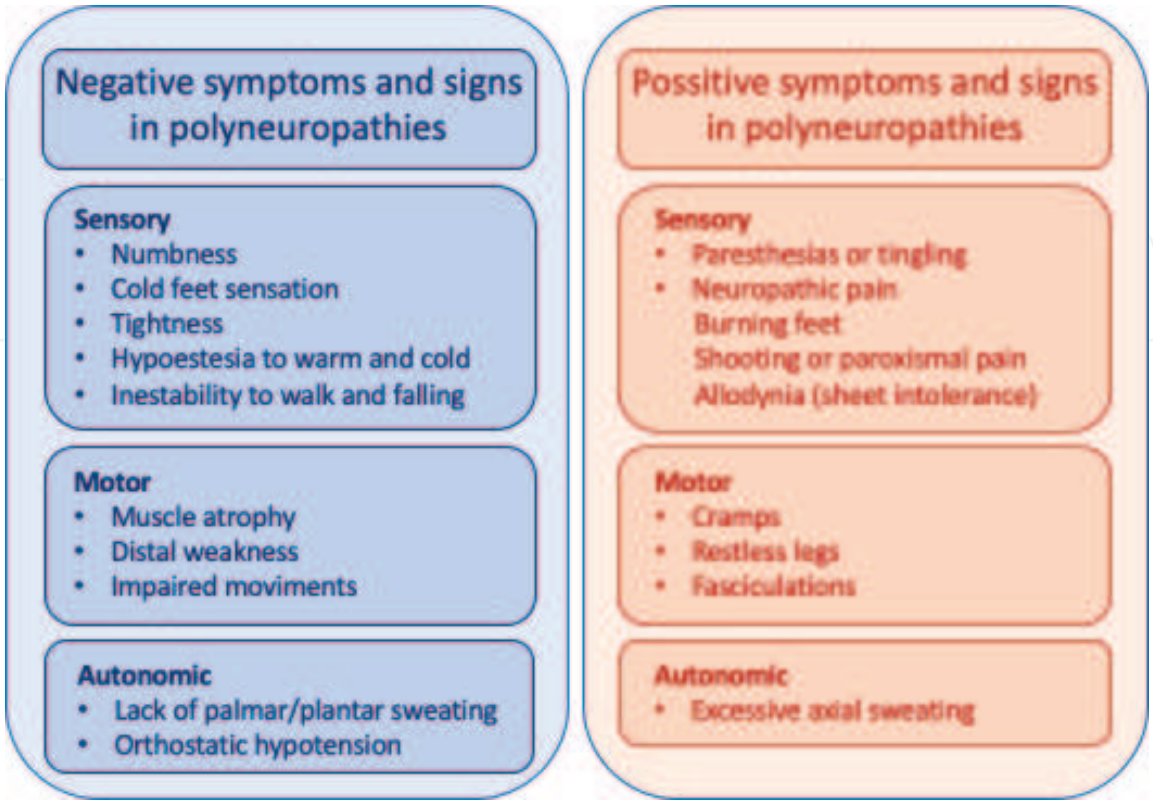 Negative symptoms and signs
in polyneuropathies
Sensory
• Numbness
• Cold feet sensation
• Tightness
• Hypoestesia to warm and cold
• Inestability to walk and falling
Motor
• Muscle atrophy
• Distal weakness
• Impaired moviments
Autonomic
• Lack of palmar/plantar sweating
• Orthostatic hypotension
Possitive symptoms and signs
in polyneuropathies
Sensory
• Paresthesias or tingling
• Neuropathic pain
Burning feet
Shooting or paroxismal pain
Allodynia (sheet intolerance)
Motor
• Cramps
• Restless legs
• Fasciculations
Autonomic
• Excessive axial sweating